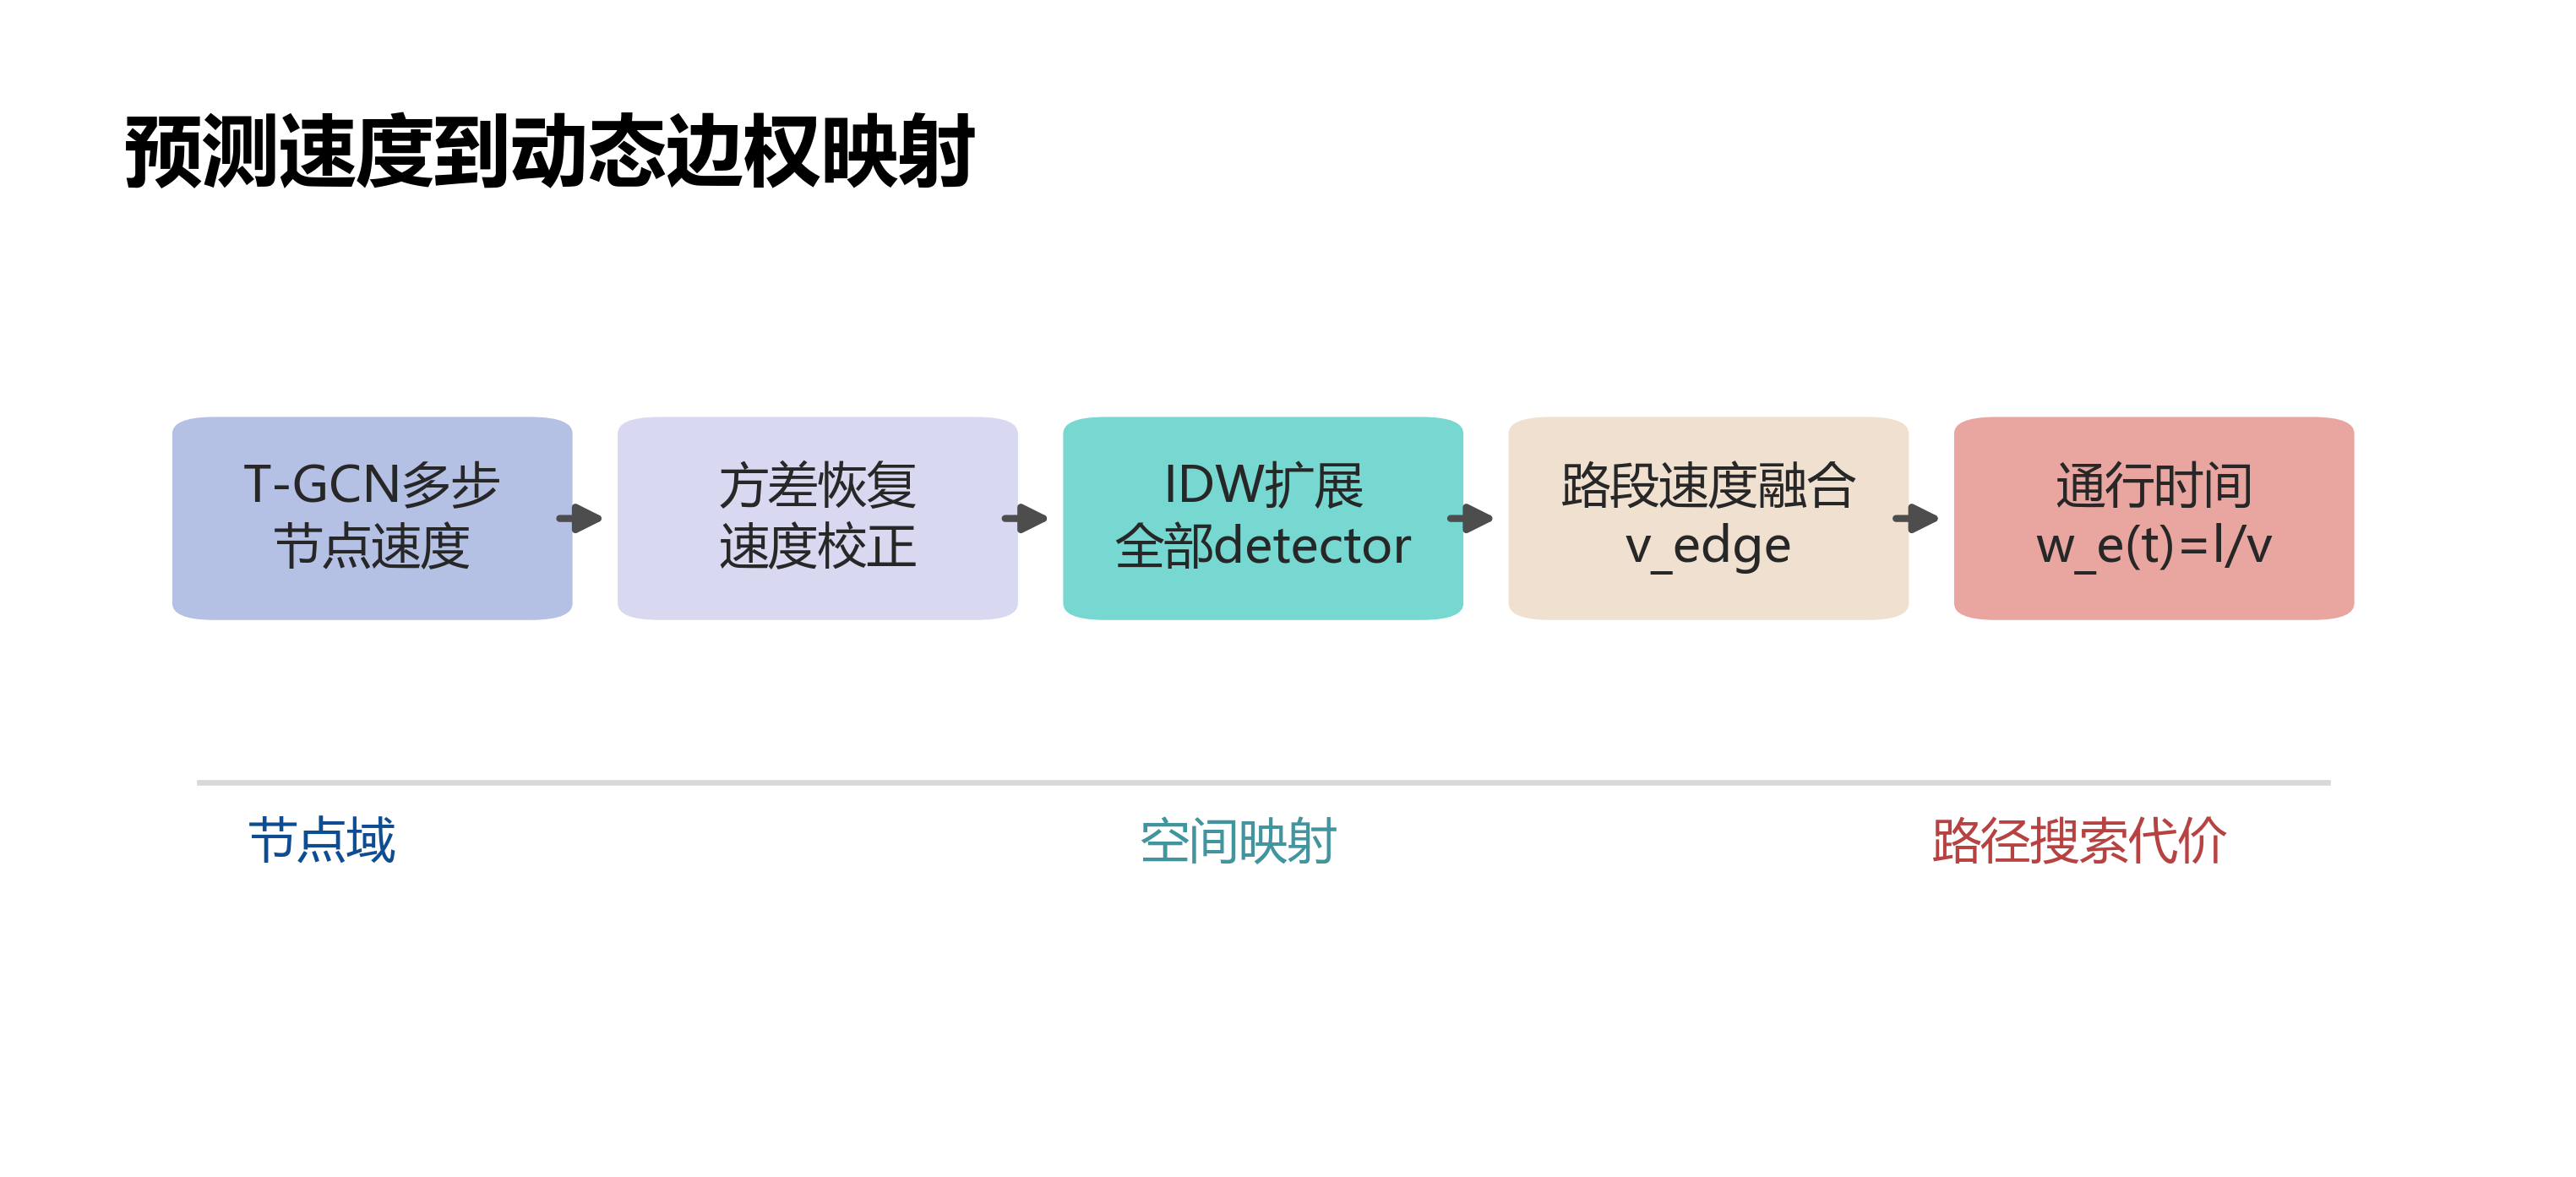 预测速度到动态边权映射
T-GCN多步
节点速度
方差恢复
速度校正
IDW扩展
全部detector
路段速度融合
v_edge
通行时间
w_e(t)=l/v
节点域
空间映射
路径搜索代价